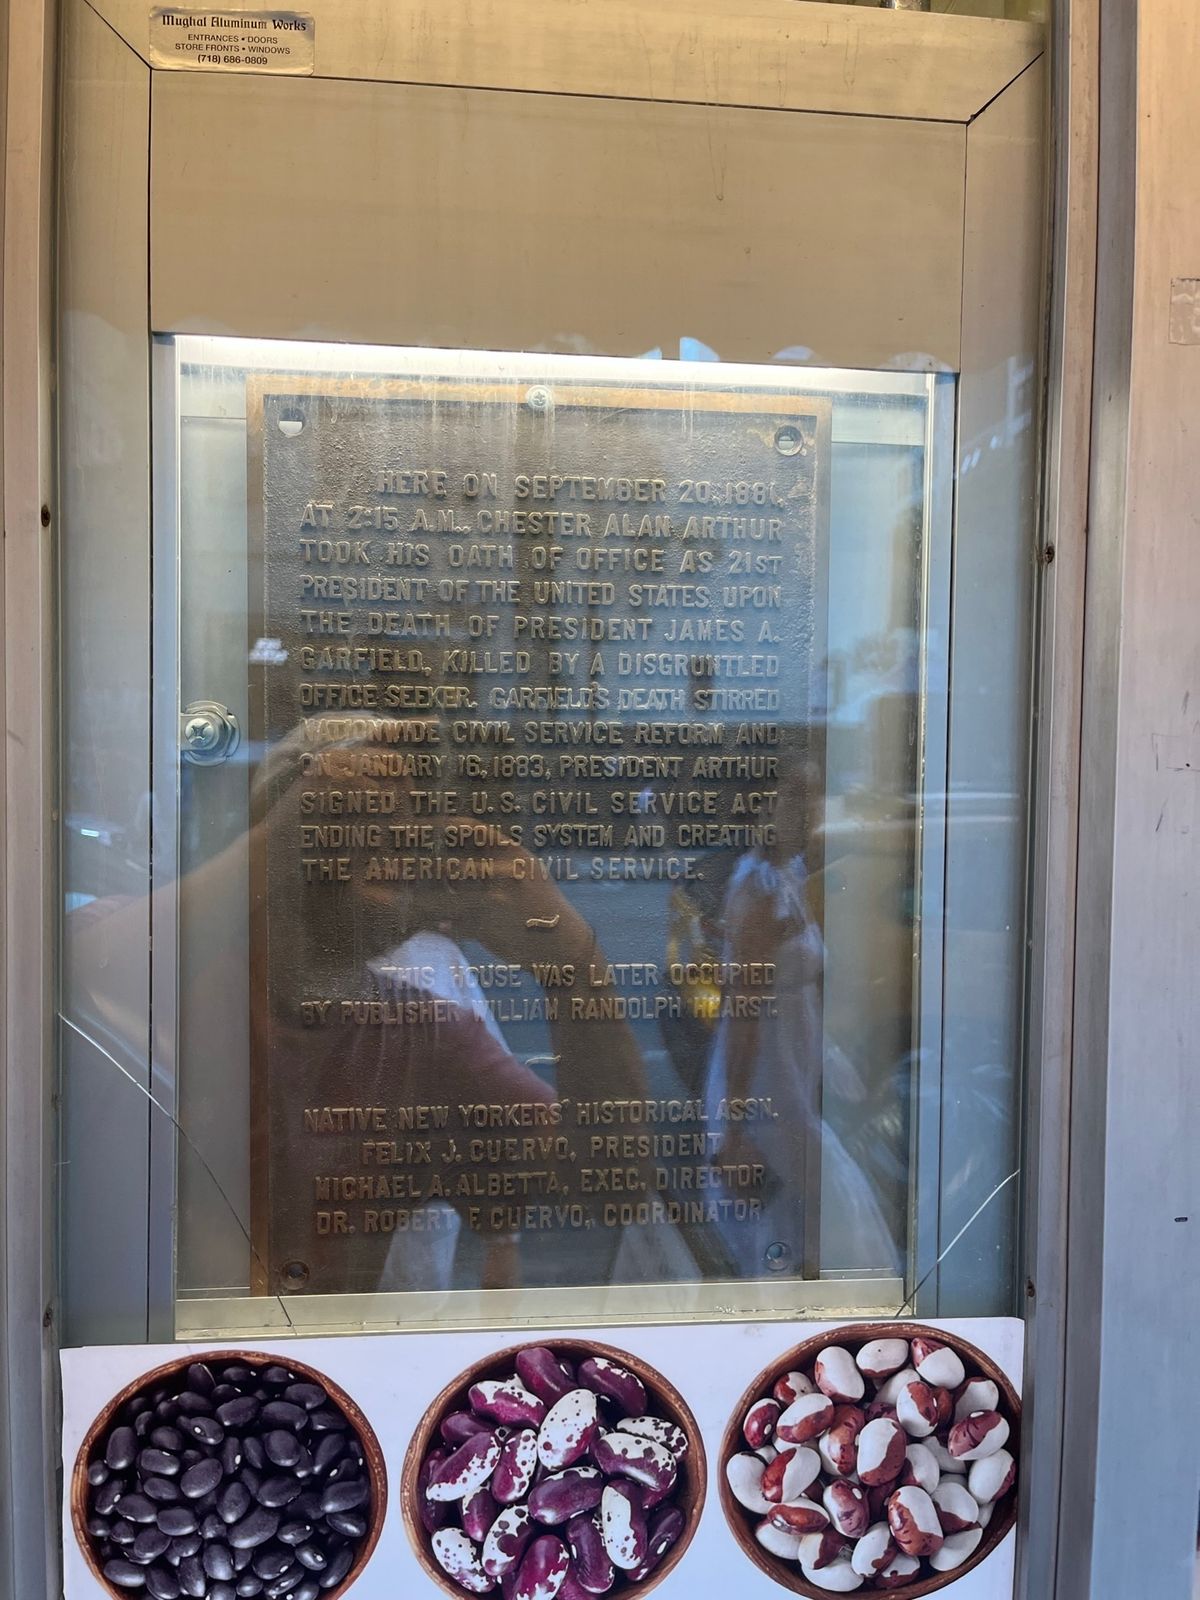 Mughal Aluminum Works
ENTRANCES • DOORS
STORE FRONTS • WINDOWS
(718) 686-0809
HERE ON SEPTEMBER 20, 1881,
AT 2:15 A.M., CHESTER ALAN ARTHUR
TOOK HIS OATH OF OFFICE AS 21ST
PRESIDENT OF THE UNITED STATES UPON
THE DEATH OF PRESIDENT JAMES A.
GARFIELD, KILLED BY A DISGRUNTLED
OFFICE SEEKER. GARFIELD'S DEATH STIRRED
NATIONWIDE CIVIL SERVICE REFORM AND
ON JANUARY 16, 1883, PRESIDENT ARTHUR
SIGNED THE U.S. CIVIL SERVICE ACT
ENDING THE SPOILS SYSTEM AND CREATING
THE AMERICAN CIVIL SERVICE.
~
THIS HOUSE WAS LATER OCCUPIED
BY PUBLISHER WILLIAM RANDOLPH HEARST.
~
NATIVE NEW YORKERS' HISTORICAL ASSN.
FELIX J. CUERVO, PRESIDENT
MICHAEL A. ALBETTA, EXEC. DIRECTOR
DR. ROBERT F. CUERVO, COORDINATOR